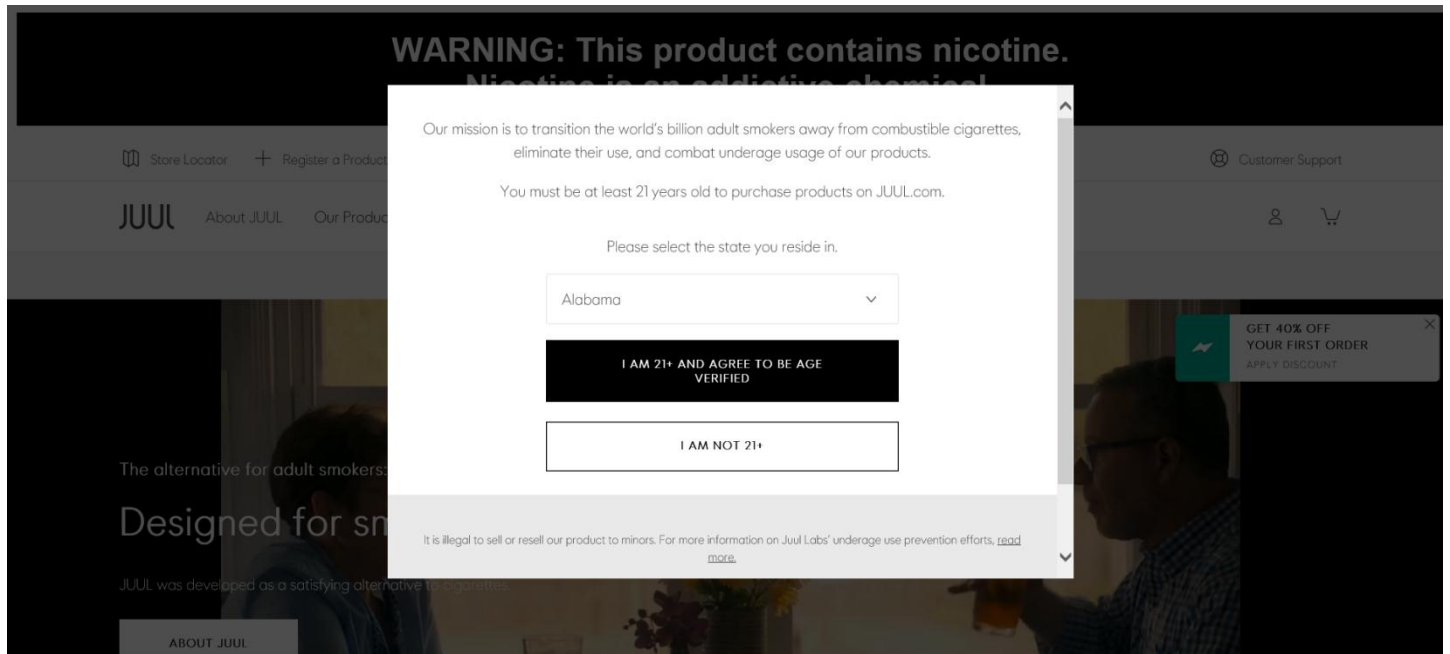 WARNING: This product contains nicotine.
Nicotine is an addictive chemical.
Store Locator
Register a Product
Customer Support
JUUL
About JUUL
Our Produc
Our mission is to transition the world's billion adult smokers away from combustible cigarettes,
eliminate their use, and combat underage usage of our products.
You must be at least 21 years old to purchase products on JUUL.com.
Please select the state you reside in.
Alabama
I AM 21+ AND AGREE TO BE AGE
VERIFIED
I AM NOT 21+
It is illegal to sell or resell our product to minors. For more information on Juul Labs' underage use prevention efforts, read
more.
GET 40% OFF
YOUR FIRST ORDER
APPLY DISCOUNT
The alternative for adult smokers:
Designed for sm
JUUL was developed as a satisfying alternative to cigarettes.
ABOUT JUUL